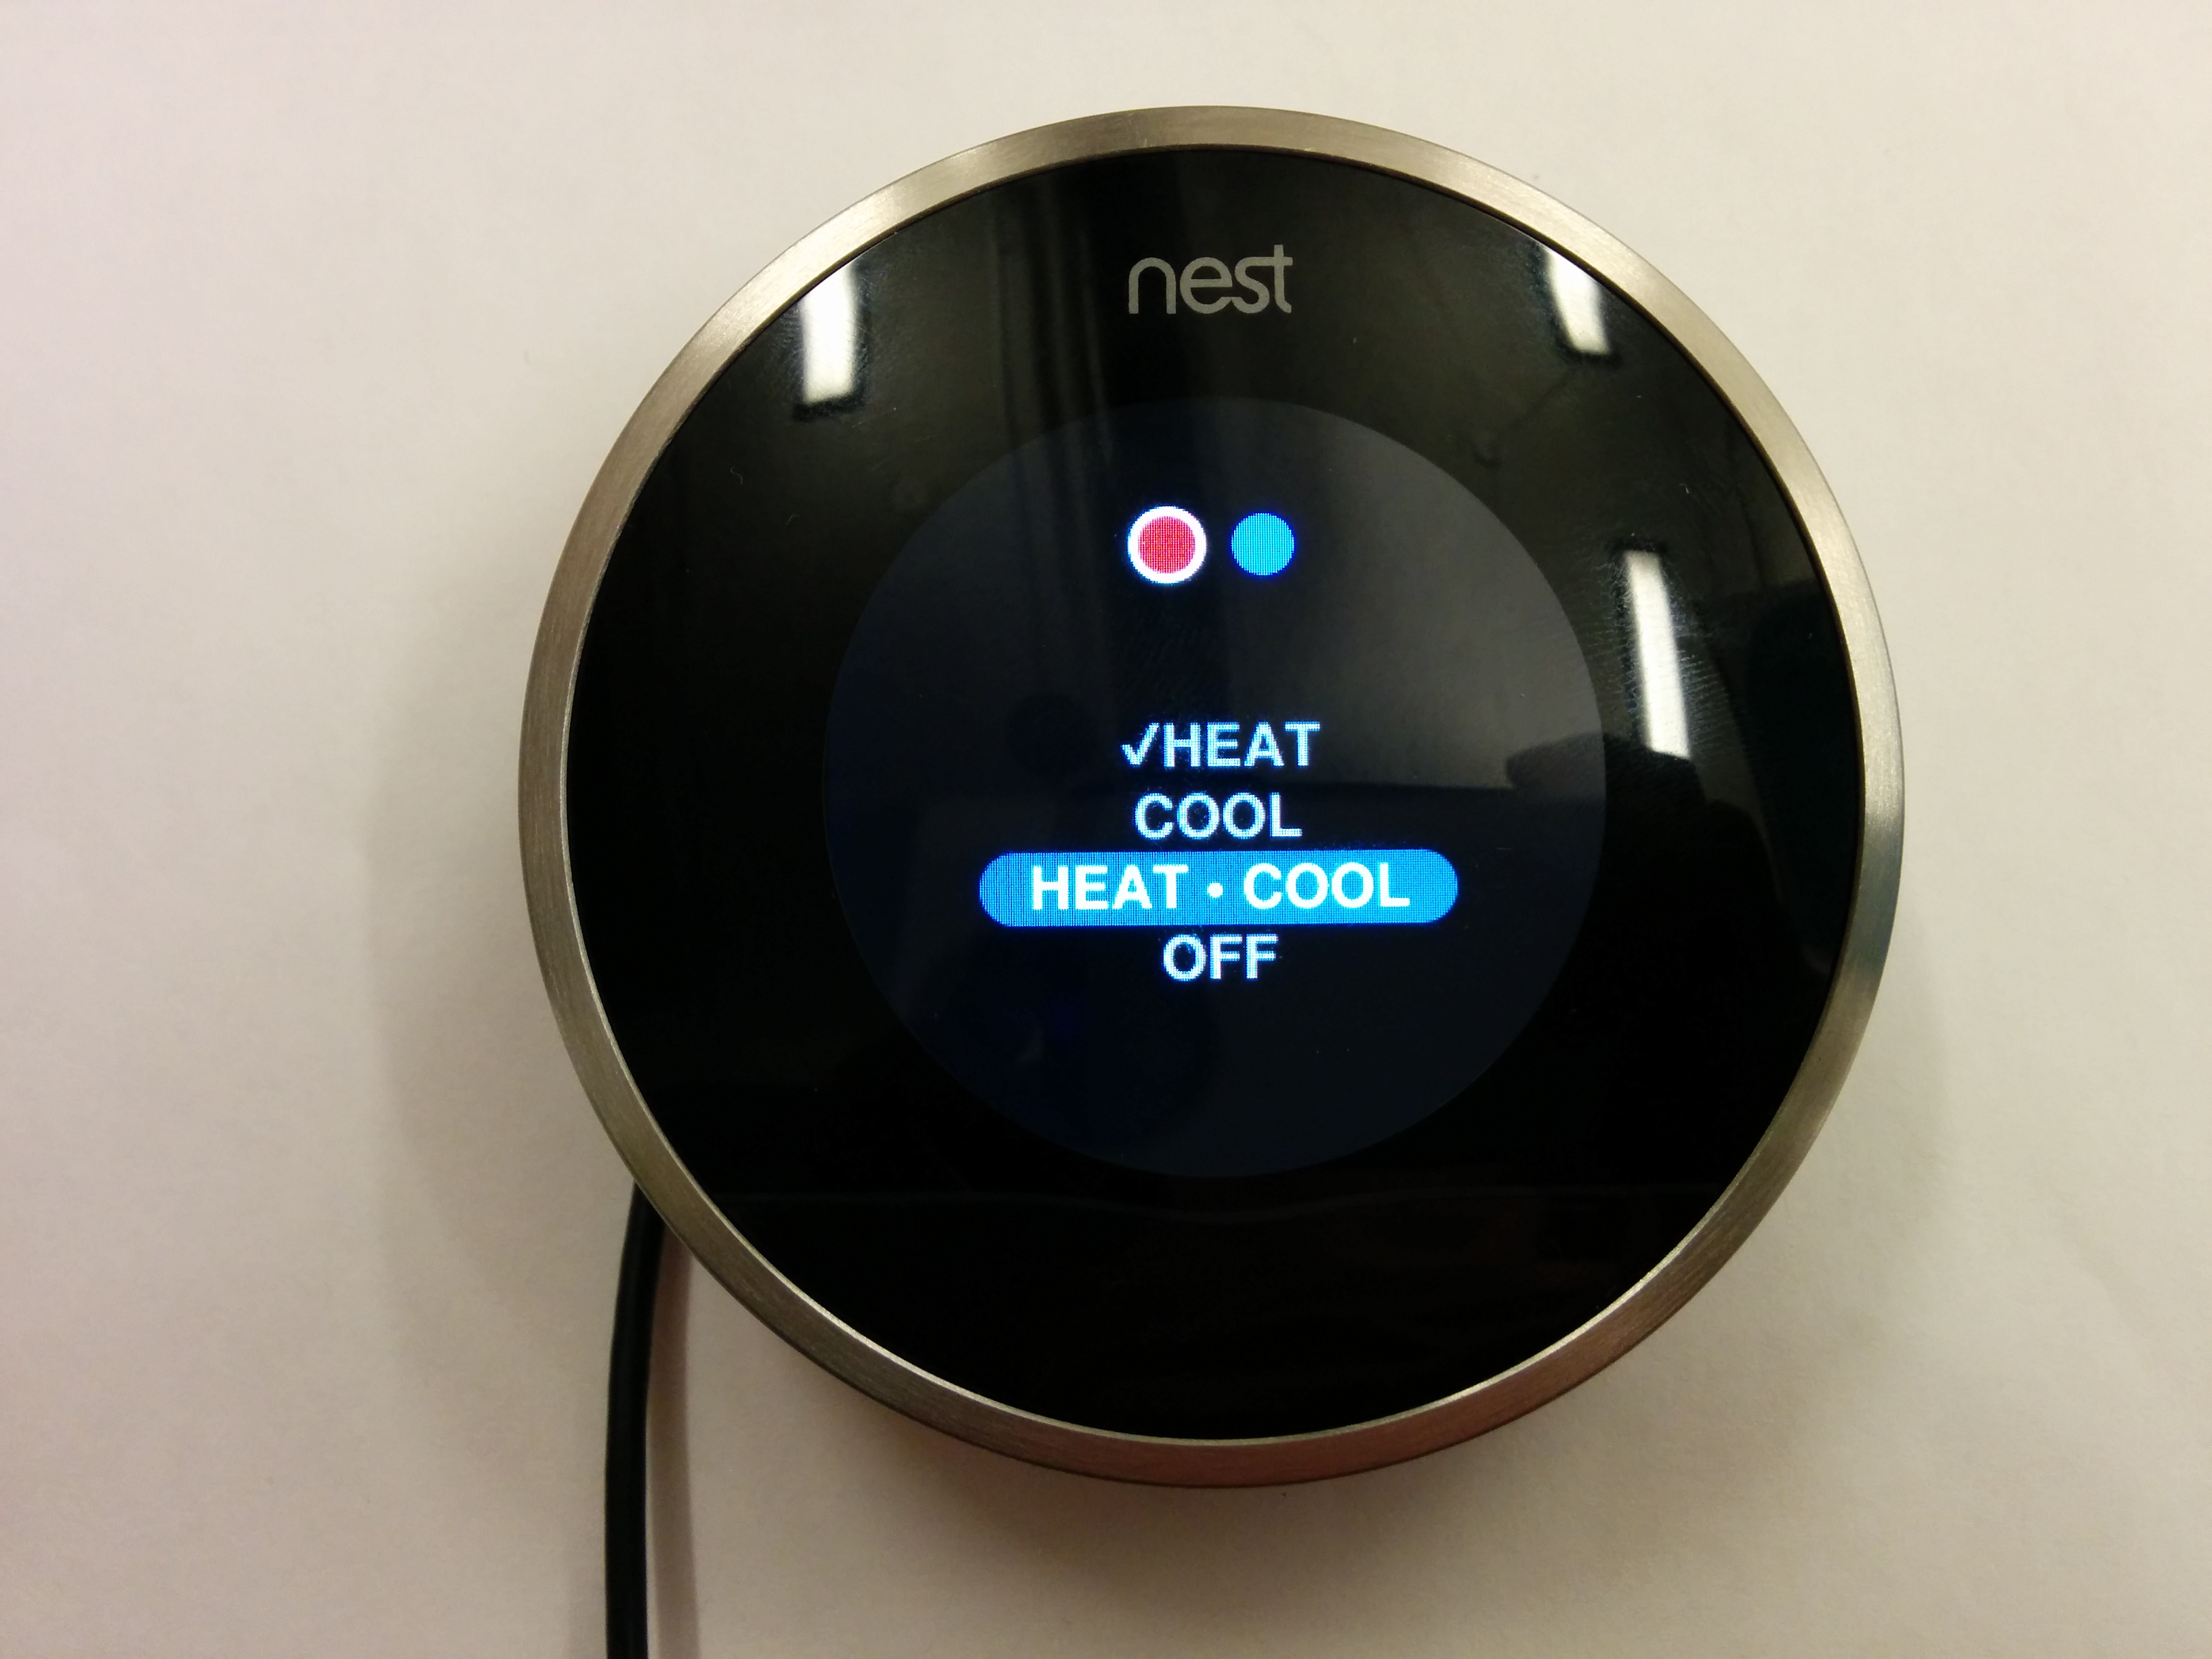 nest
✓HEAT
COOL
HEAT • COOL
OFF